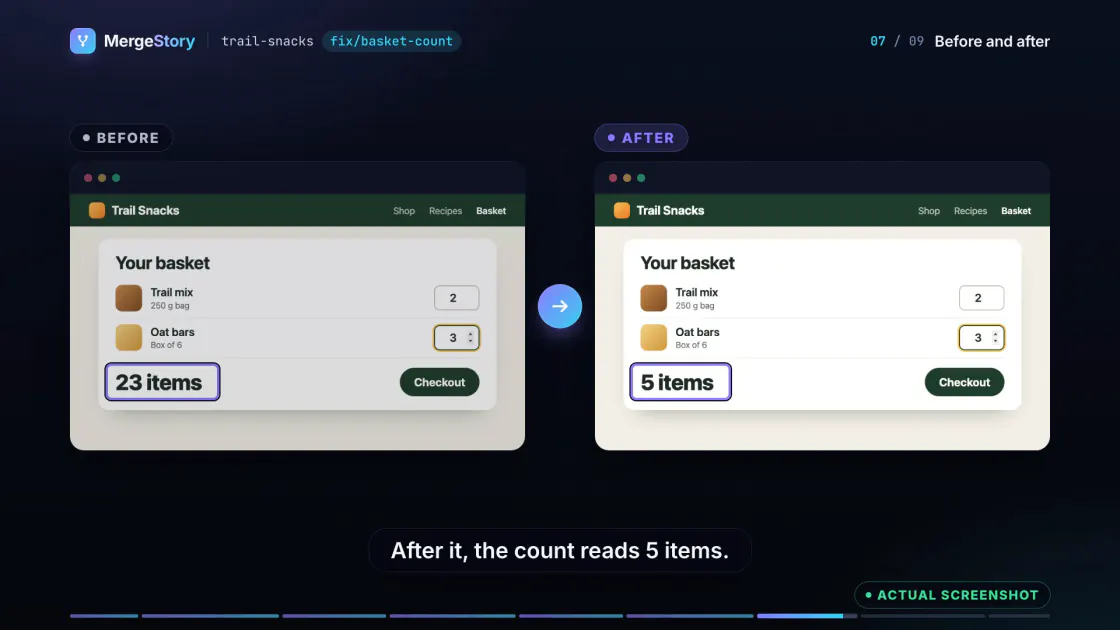 MergeStory trail-snacks fix/basket-count
07 / 09 Before and after
BEFORE
Trail Snacks Shop Recipes Basket
Your basket
Trail mix
250 g bag
2
Oat bars
Box of 6
3
23 items
Checkout
AFTER
Trail Snacks Shop Recipes Basket
Your basket
Trail mix
250 g bag
2
Oat bars
Box of 6
3
5 items
Checkout
After it, the count reads 5 items.
ACTUAL SCREENSHOT